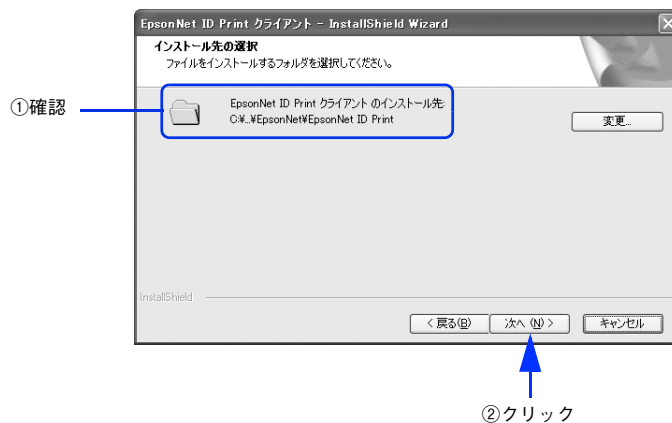 EpsonNet ID Print クライアント - InstallShield Wizard
インストール先の選択
ファイルをインストールするフォルダを選択してください。
①確認
EpsonNet ID Print クライアント のインストール先:
C:¥...¥EpsonNet¥EpsonNet ID Print
変更...
InstallShield
< 戻る(B)
次へ (N) >
キャンセル
②クリック